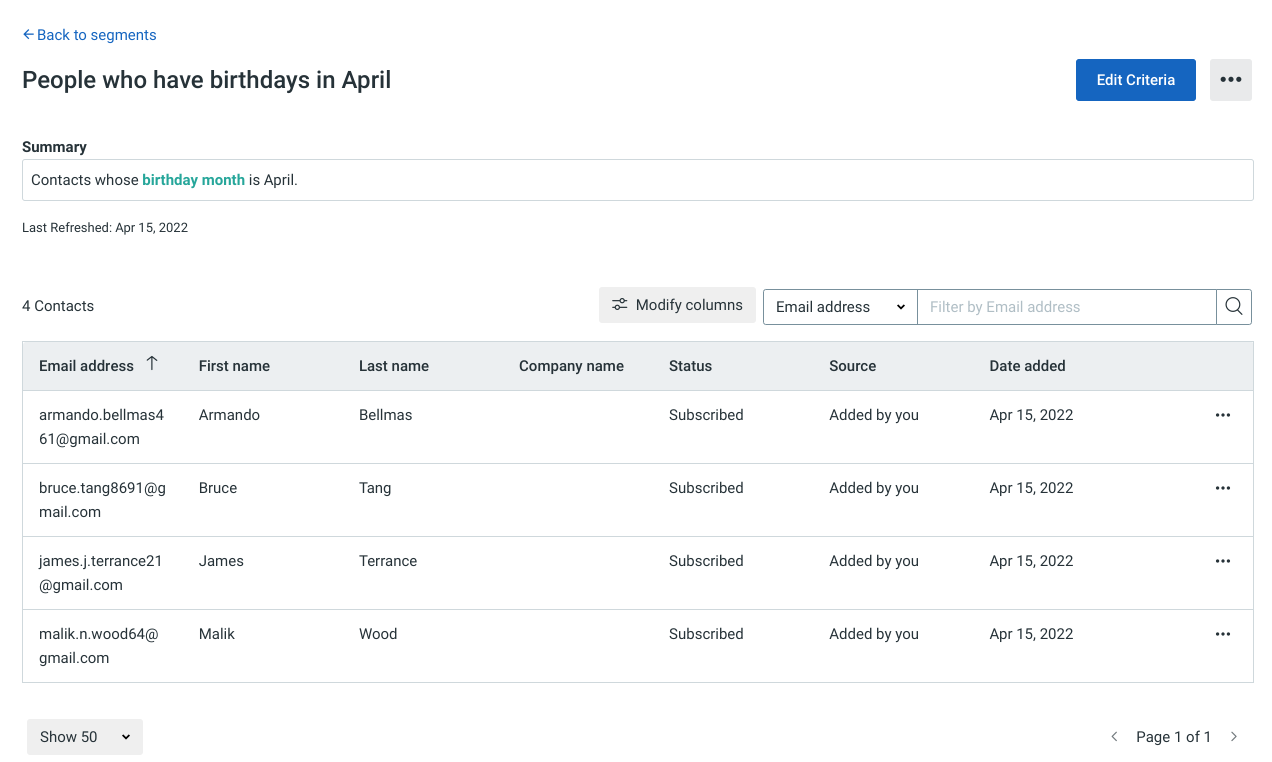 Back to segments
People who have birthdays in April
Edit Criteria
Summary
Contacts whose birthday month is April.
Last Refreshed: Apr 15, 2022
4 Contacts
Modify columns
Email address
Filter by Email address
Email address First name Last name Company name Status Source Date added
armando.bellmas4 Armando Bellmas Subscribed Added by you Apr 15, 2022
61@gmail.com
bruce.tang8691@g Bruce Tang Subscribed Added by you Apr 15, 2022
mail.com
james.j.terrance21 James Terrance Subscribed Added by you Apr 15, 2022
@gmail.com
malik.n.wood64@ Malik Wood Subscribed Added by you Apr 15, 2022
gmail.com
Show 50
Page 1 of 1